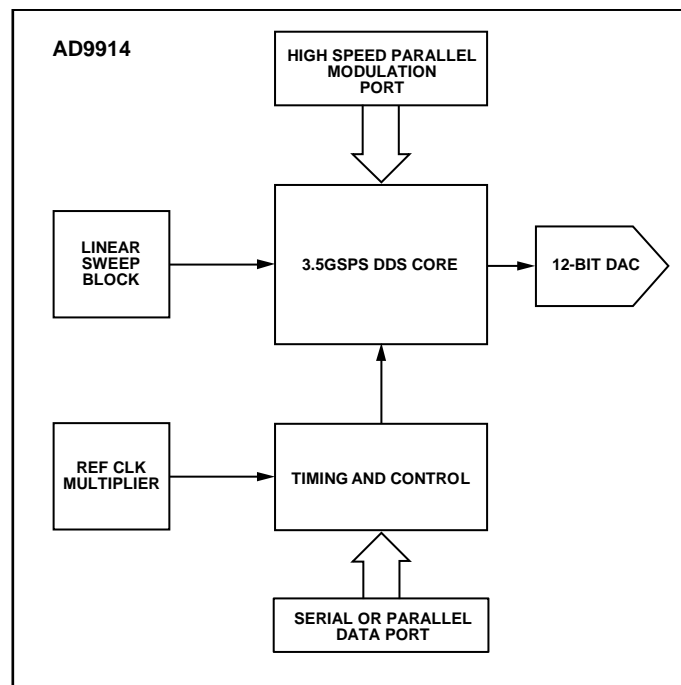 AD9914
HIGH SPEED PARALLEL
MODULATION
PORT
LINEAR
SWEEP
BLOCK
3.5GSPS DDS CORE
12-BIT DAC
REF CLK
MULTIPLIER
TIMING AND CONTROL
SERIAL OR PARALLEL
DATA PORT